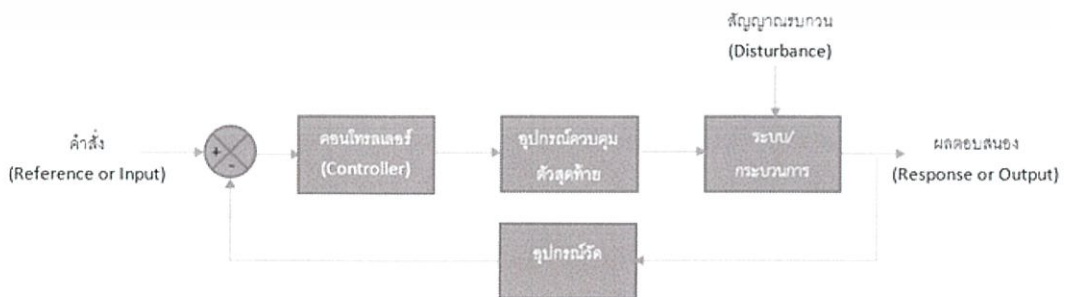 สัญญาณรบกวน
(Disturbance)
คำสั่ง
(Reference or Input)
+
-
คอนโทรลเลอร์
(Controller)
อุปกรณ์ควบคุม
ตัวสุดท้าย
ระบบ/
กระบวนการ
ผลตอบสนอง
(Response or Output)
อุปกรณ์วัด